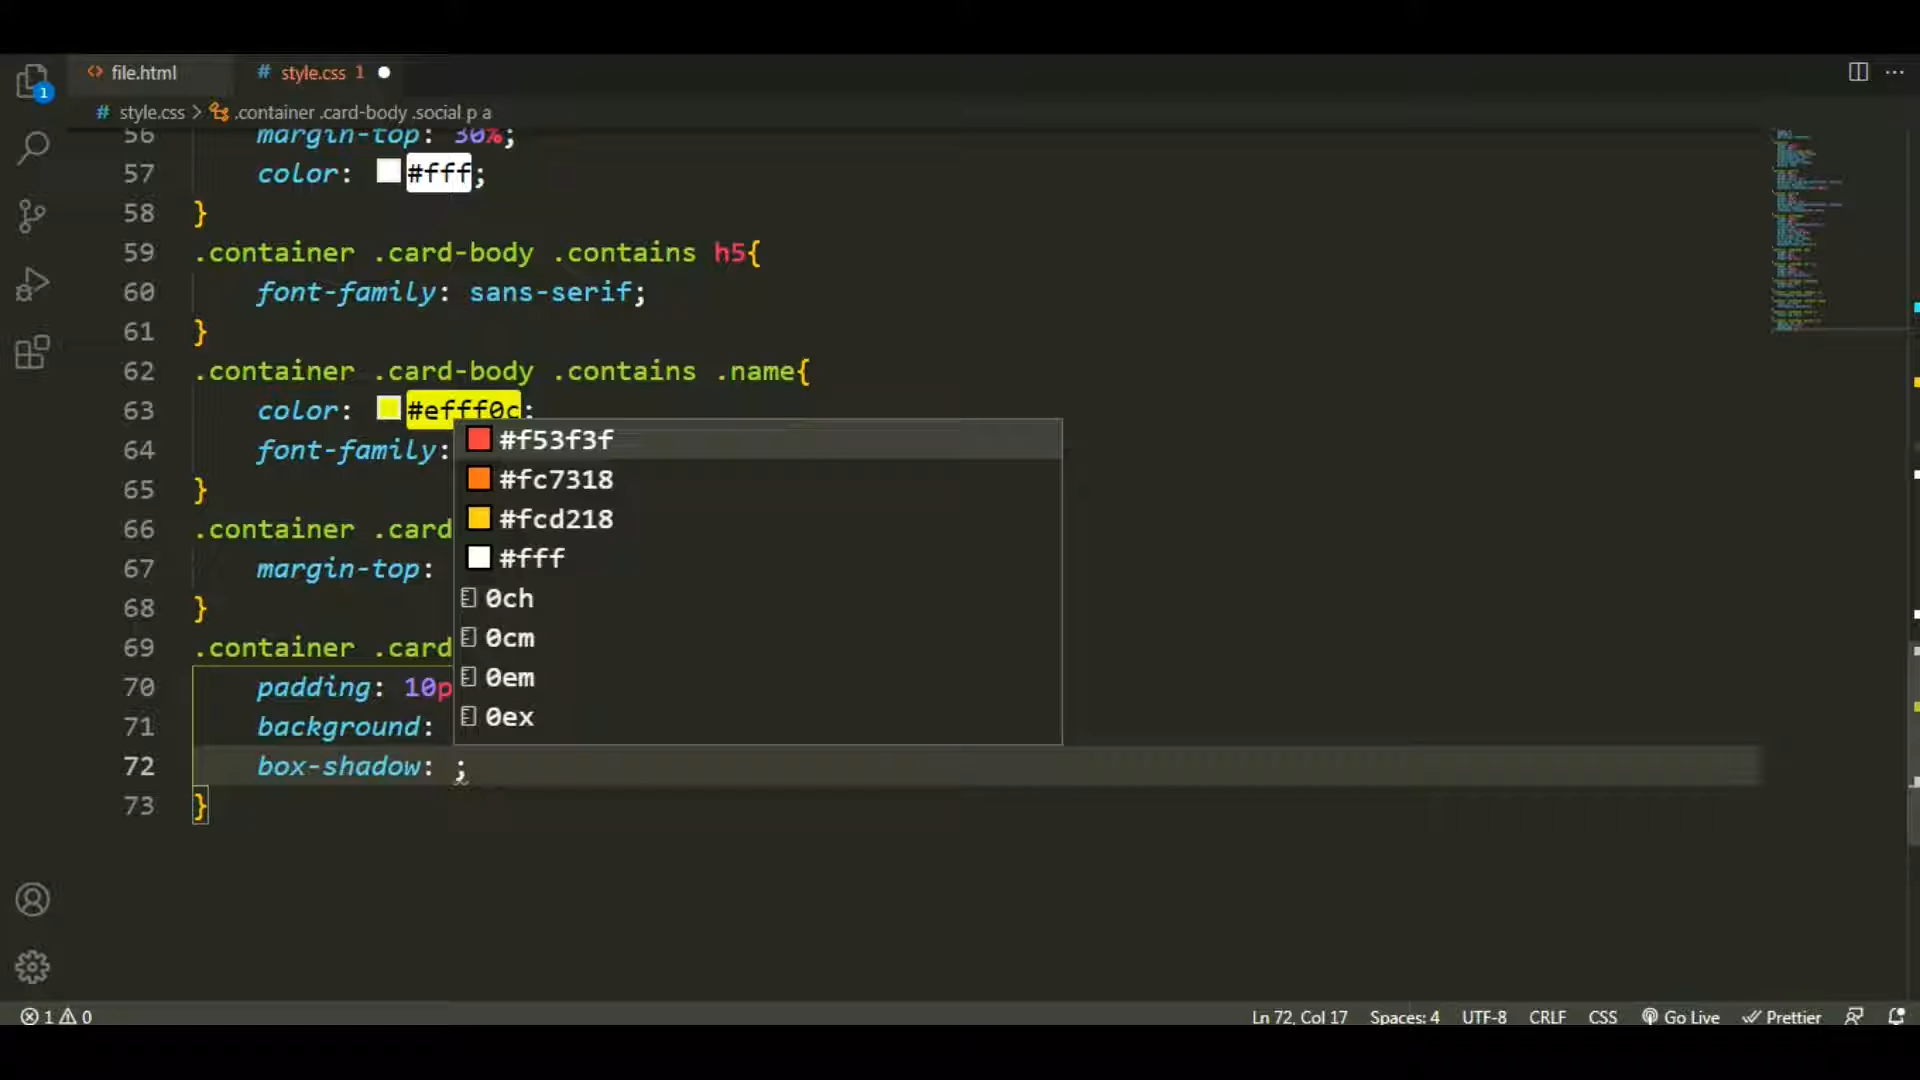 file.html
# style.css 1
1
# style.css > .container .card-body .social p a
56 margin-top: 30%;
57 color: #fff;
58 }
59 .container .card-body .contains h5{
60 font-family: sans-serif;
61 }
62 .container .card-body .contains .name{
63 color: #efff0c;
64 font-family:
65 }
66 .container .card
67 margin-top:
68 }
69 .container .card
70 padding: 10p
71 background:
72 box-shadow: ;
73 }
#f53f3f
#fc7318
#fcd218
#fff
0ch
0cm
0em
0ex
1 0
Ln 72, Col 17 Spaces: 4 UTF-8 CRLF CSS Go Live Prettier